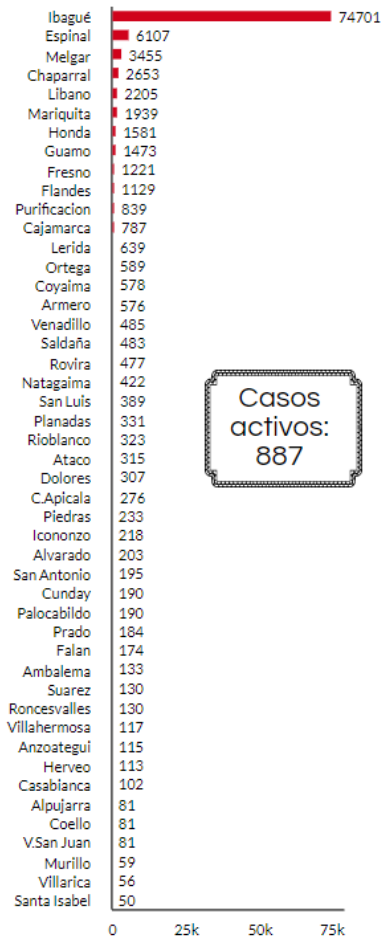 Ibagué 74701
Espinal 6107
Melgar 3455
Chaparral 2653
Libano 2205
Mariquita 1939
Honda 1581
Guamo 1473
Fresno 1221
Flandes 1129
Purificacion 839
Cajamarca 787
Lerida 639
Ortega 589
Coyaima 578
Armero 576
Venadillo 485
Saldaña 483
Rovira 477
Natagaima 422
San Luis 389
Planadas 331
Rioblanco 323
Ataco 315
Dolores 307
C.Apicala 276
Piedras 233
Icononzo 218
Alvarado 203
San Antonio 195
Cunday 190
Palocabildo 190
Prado 184
Falan 174
Ambalema 133
Suarez 130
Roncesvalles 130
Villahermosa 117
Anzoategui 115
Herveo 113
Casabianca 102
Alpujarra 81
Coello 81
V.San Juan 81
Murillo 59
Villarica 56
Santa Isabel 50
0 25k 50k 75k
Casos
activos:
887